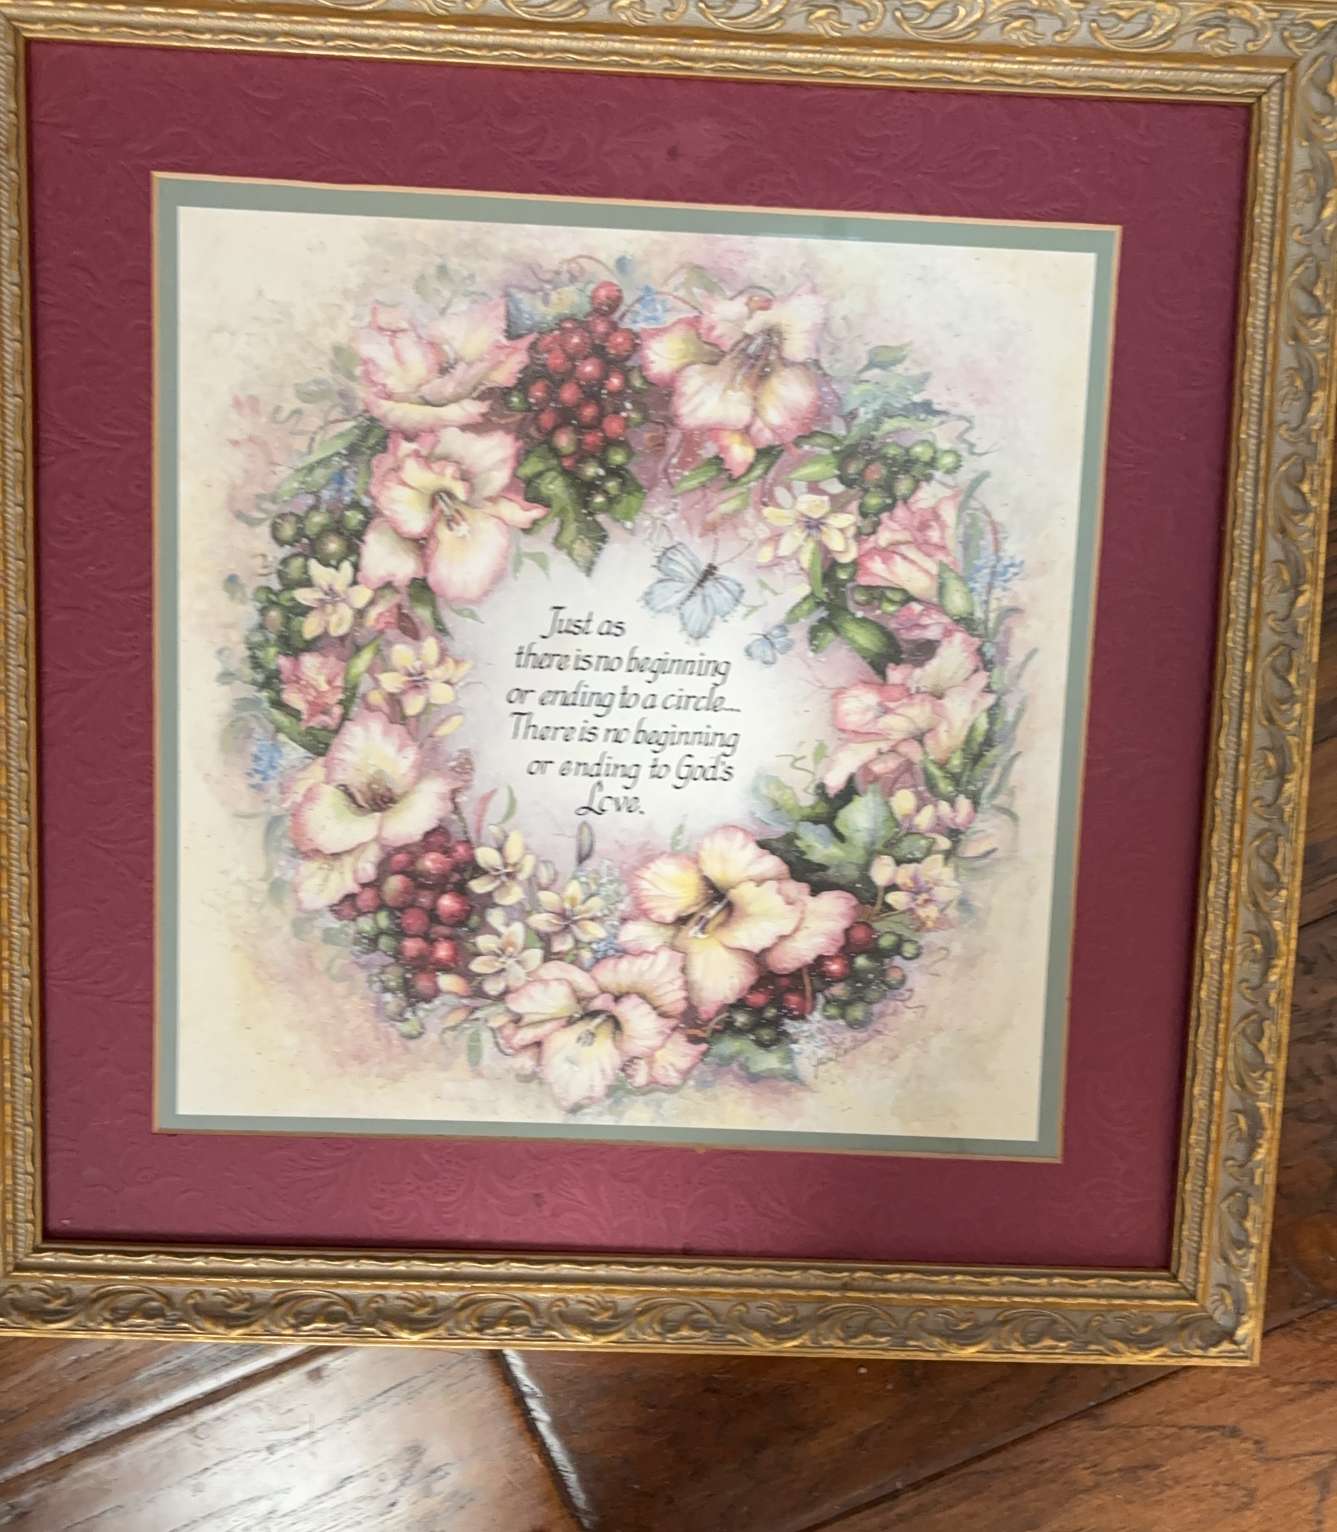 Just as
there is no beginning
or ending to a circle...
There is no beginning
or ending to God's
Love.